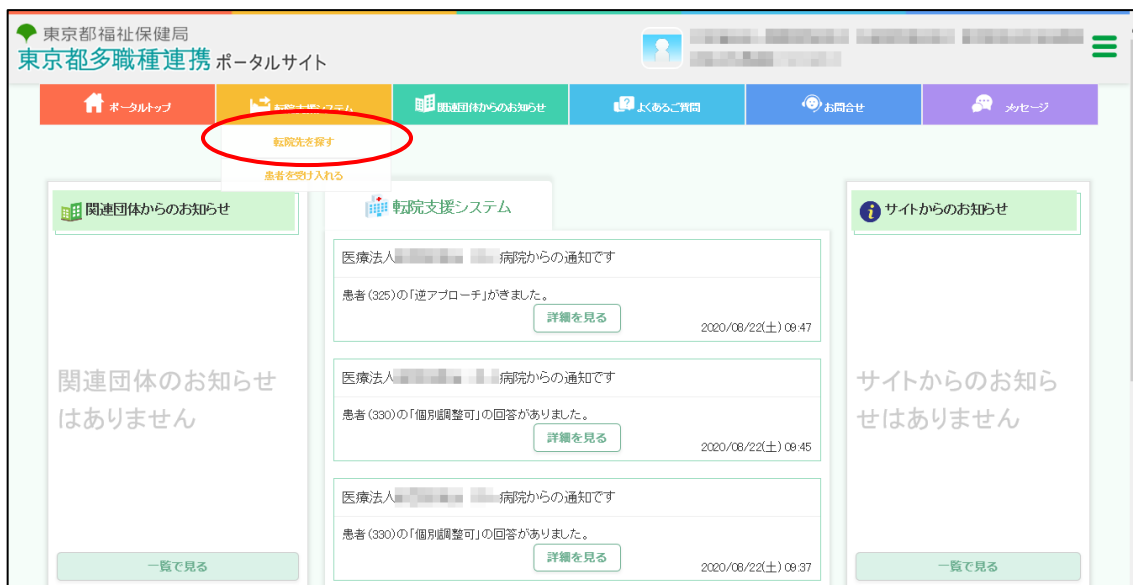 東京都福祉保健局
東京都多職種連携 ポータルサイト
ポータルトップ
転院支援システム
関連団体からのお知らせ
よくあるご質問
お問合せ
メッセージ
転院先を探す
患者を受け入れる
関連団体からのお知らせ
関連団体のお知らせ
はありません
一覧で見る
転院支援システム
医療法人 病院からの通知です
患者(325)の「逆アプローチ」がきました。
詳細を見る
2020/08/22(土) 09:47
医療法人 病院からの通知です
患者(330)の「個別調整可」の回答がありました。
詳細を見る
2020/08/22(土) 09:45
医療法人 病院からの通知です
患者(330)の「個別調整可」の回答がありました。
詳細を見る
2020/08/22(土) 09:37
サイトからのお知らせ
サイトからのお知ら
せはありません
一覧で見る